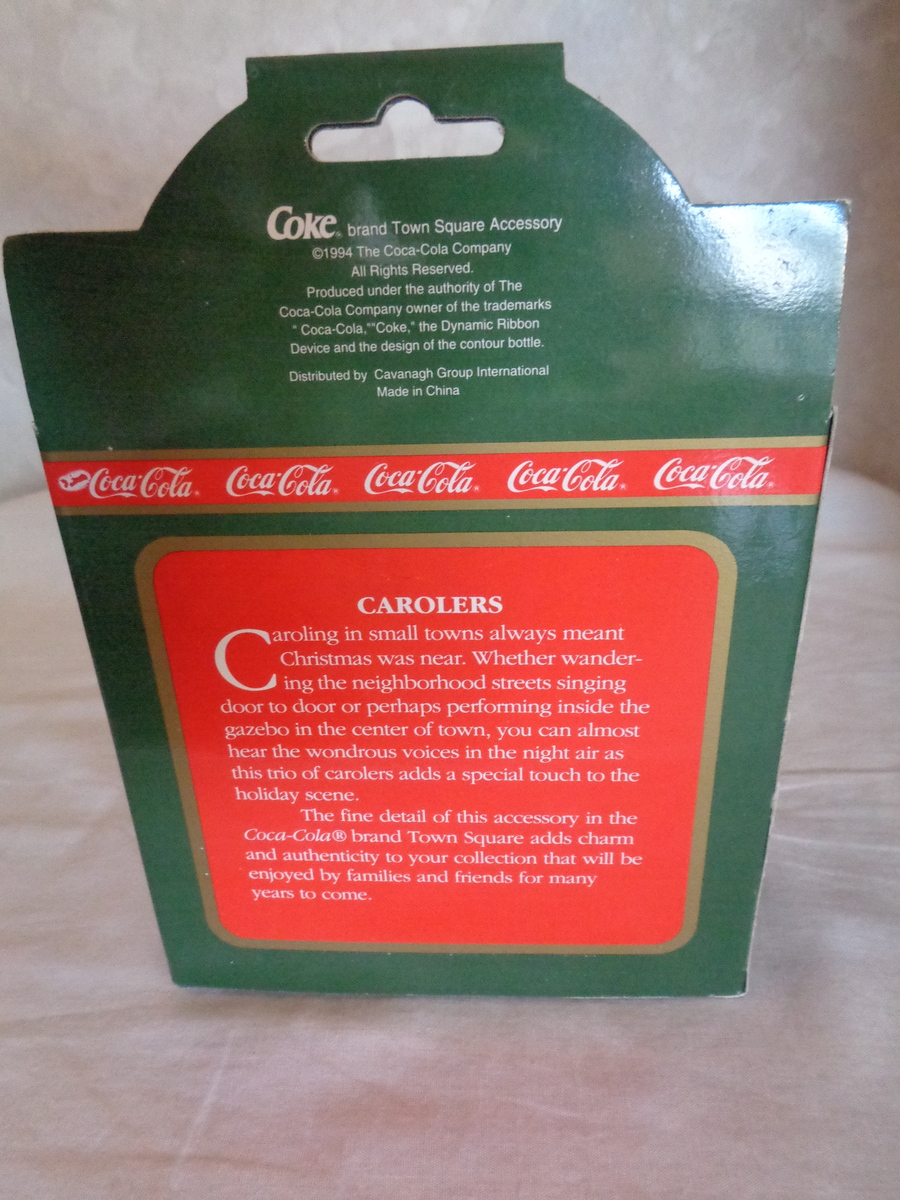 Coke® brand Town Square Accessory
©1994 The Coca-Cola Company
All Rights Reserved.
Produced under the authority of The
Coca-Cola Company owner of the trademarks
" Coca-Cola,""Coke," the Dynamic Ribbon
Device and the design of the contour bottle.
Distributed by Cavanagh Group International
Made in China
Coca-Cola® Coca-Cola® Coca-Cola® Coca-Cola® Coca-Cola®
CAROLERS
Caroling in small towns always meant
Christmas was near. Whether wander-
ing the neighborhood streets singing
door to door or perhaps performing inside the
gazebo in the center of town, you can almost
hear the wondrous voices in the night air as
this trio of carolers adds a special touch to the
holiday scene.
The fine detail of this accessory in the
Coca-Cola® brand Town Square adds charm
and authenticity to your collection that will be
enjoyed by families and friends for many
years to come.